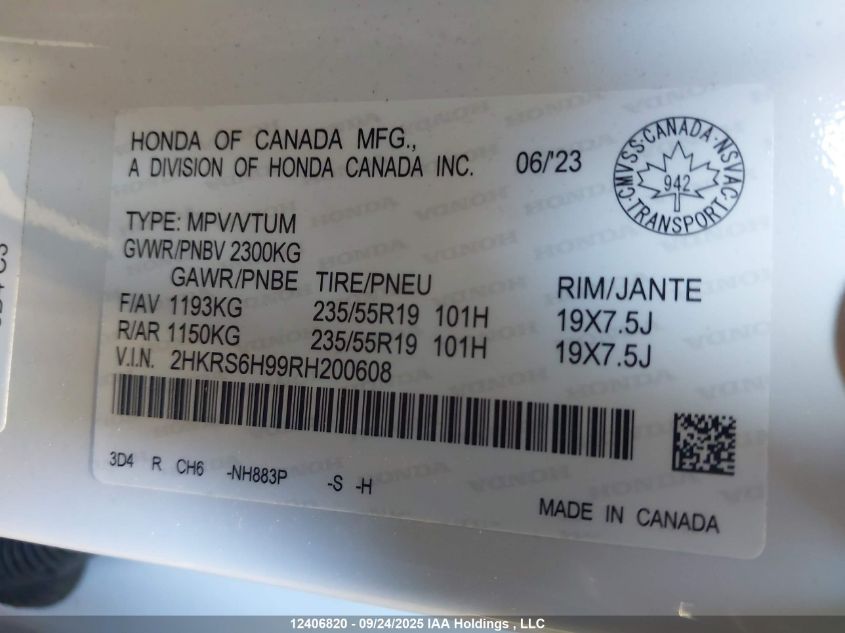 HONDA OF CANADA MFG.,
A DIVISION OF HONDA CANADA INC.
06/'23
CMVSS·CANADA·NSVAC
942
TRANSPORT
TYPE: MPV/VTUM
GVWR/PNBV 2300KG
GAWR/PNBE TIRE/PNEU RIM/JANTE
F/AV 1193KG 235/55R19 101H 19X7.5J
R/AR 1150KG 235/55R19 101H 19X7.5J
V.I.N. 2HKRS6H99RH200608
3D4 R CH6 -NH883P -S -H
MADE IN CANADA
12406820 - 09/24/2025 IAA Holdings , LLC